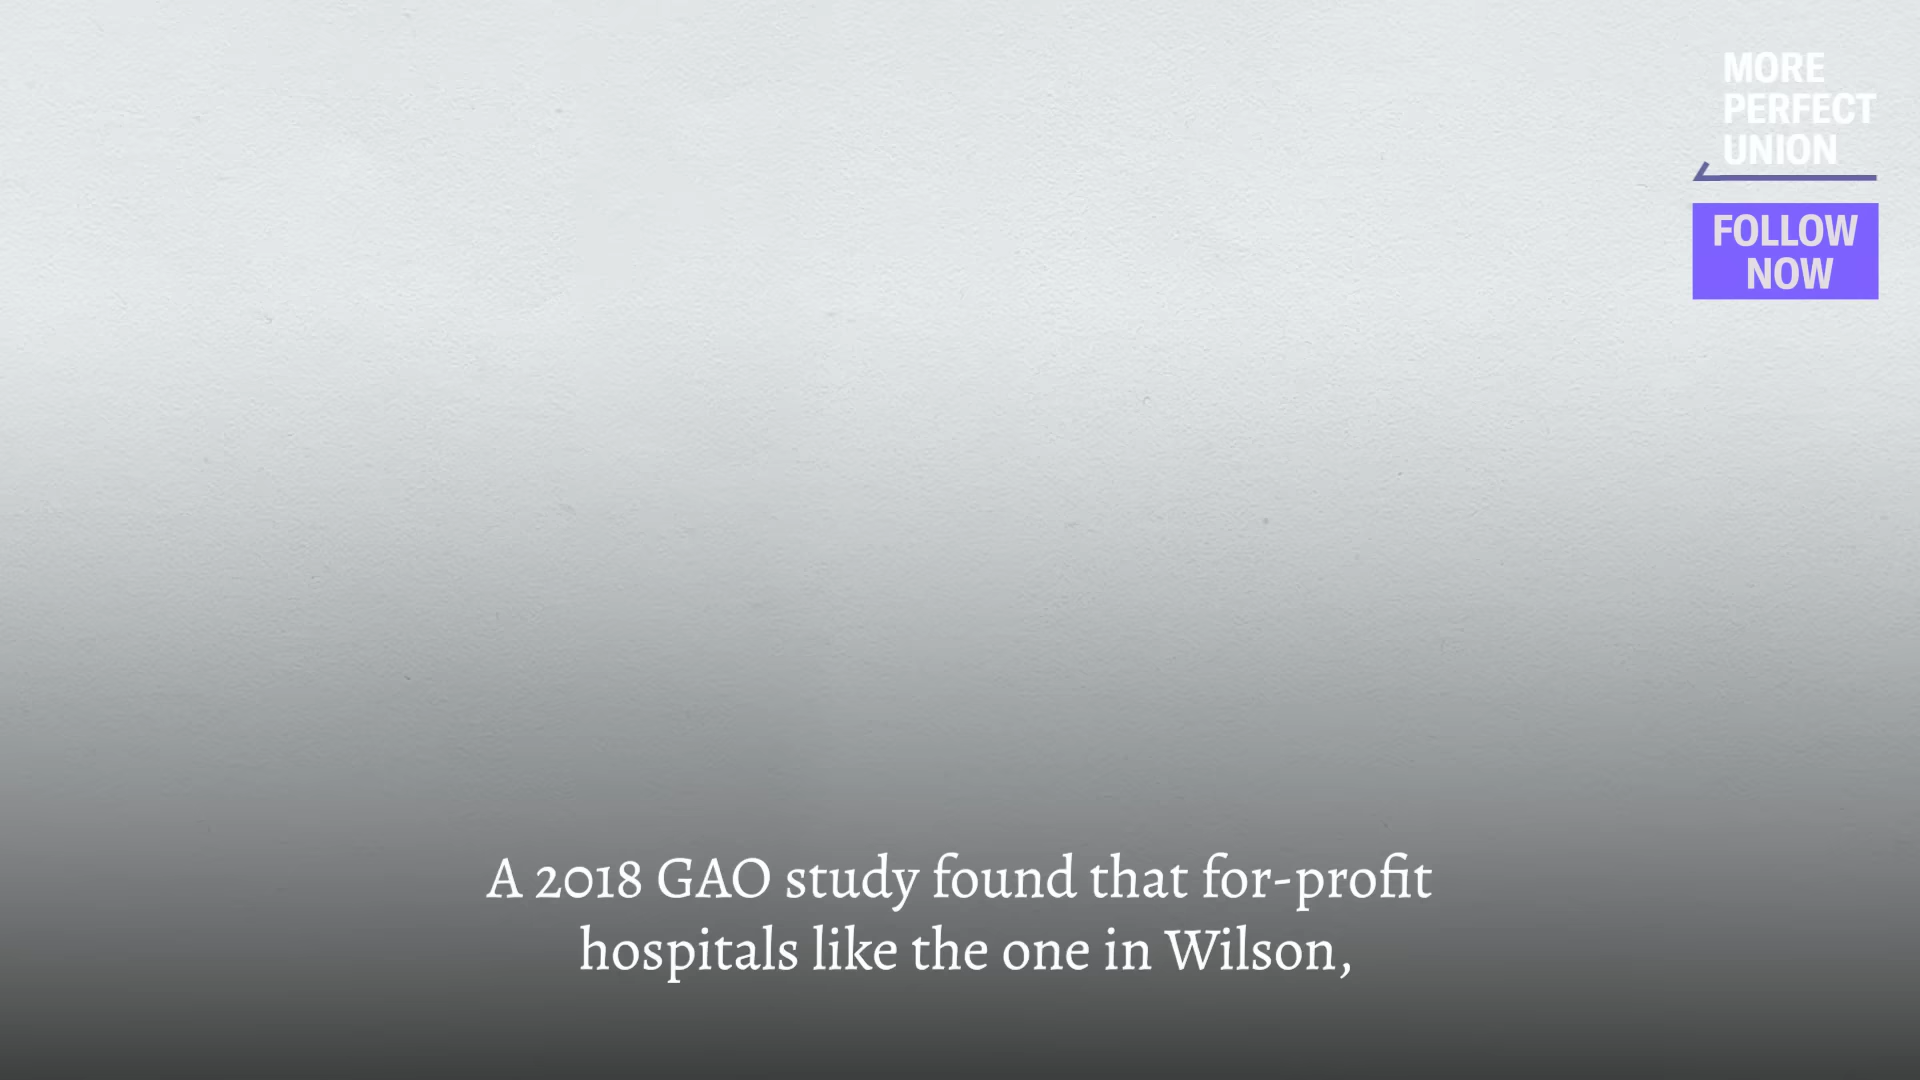 MORE
PERFECT
UNION
FOLLOW
NOW
A 2018 GAO study found that for-profit
hospitals like the one in Wilson,